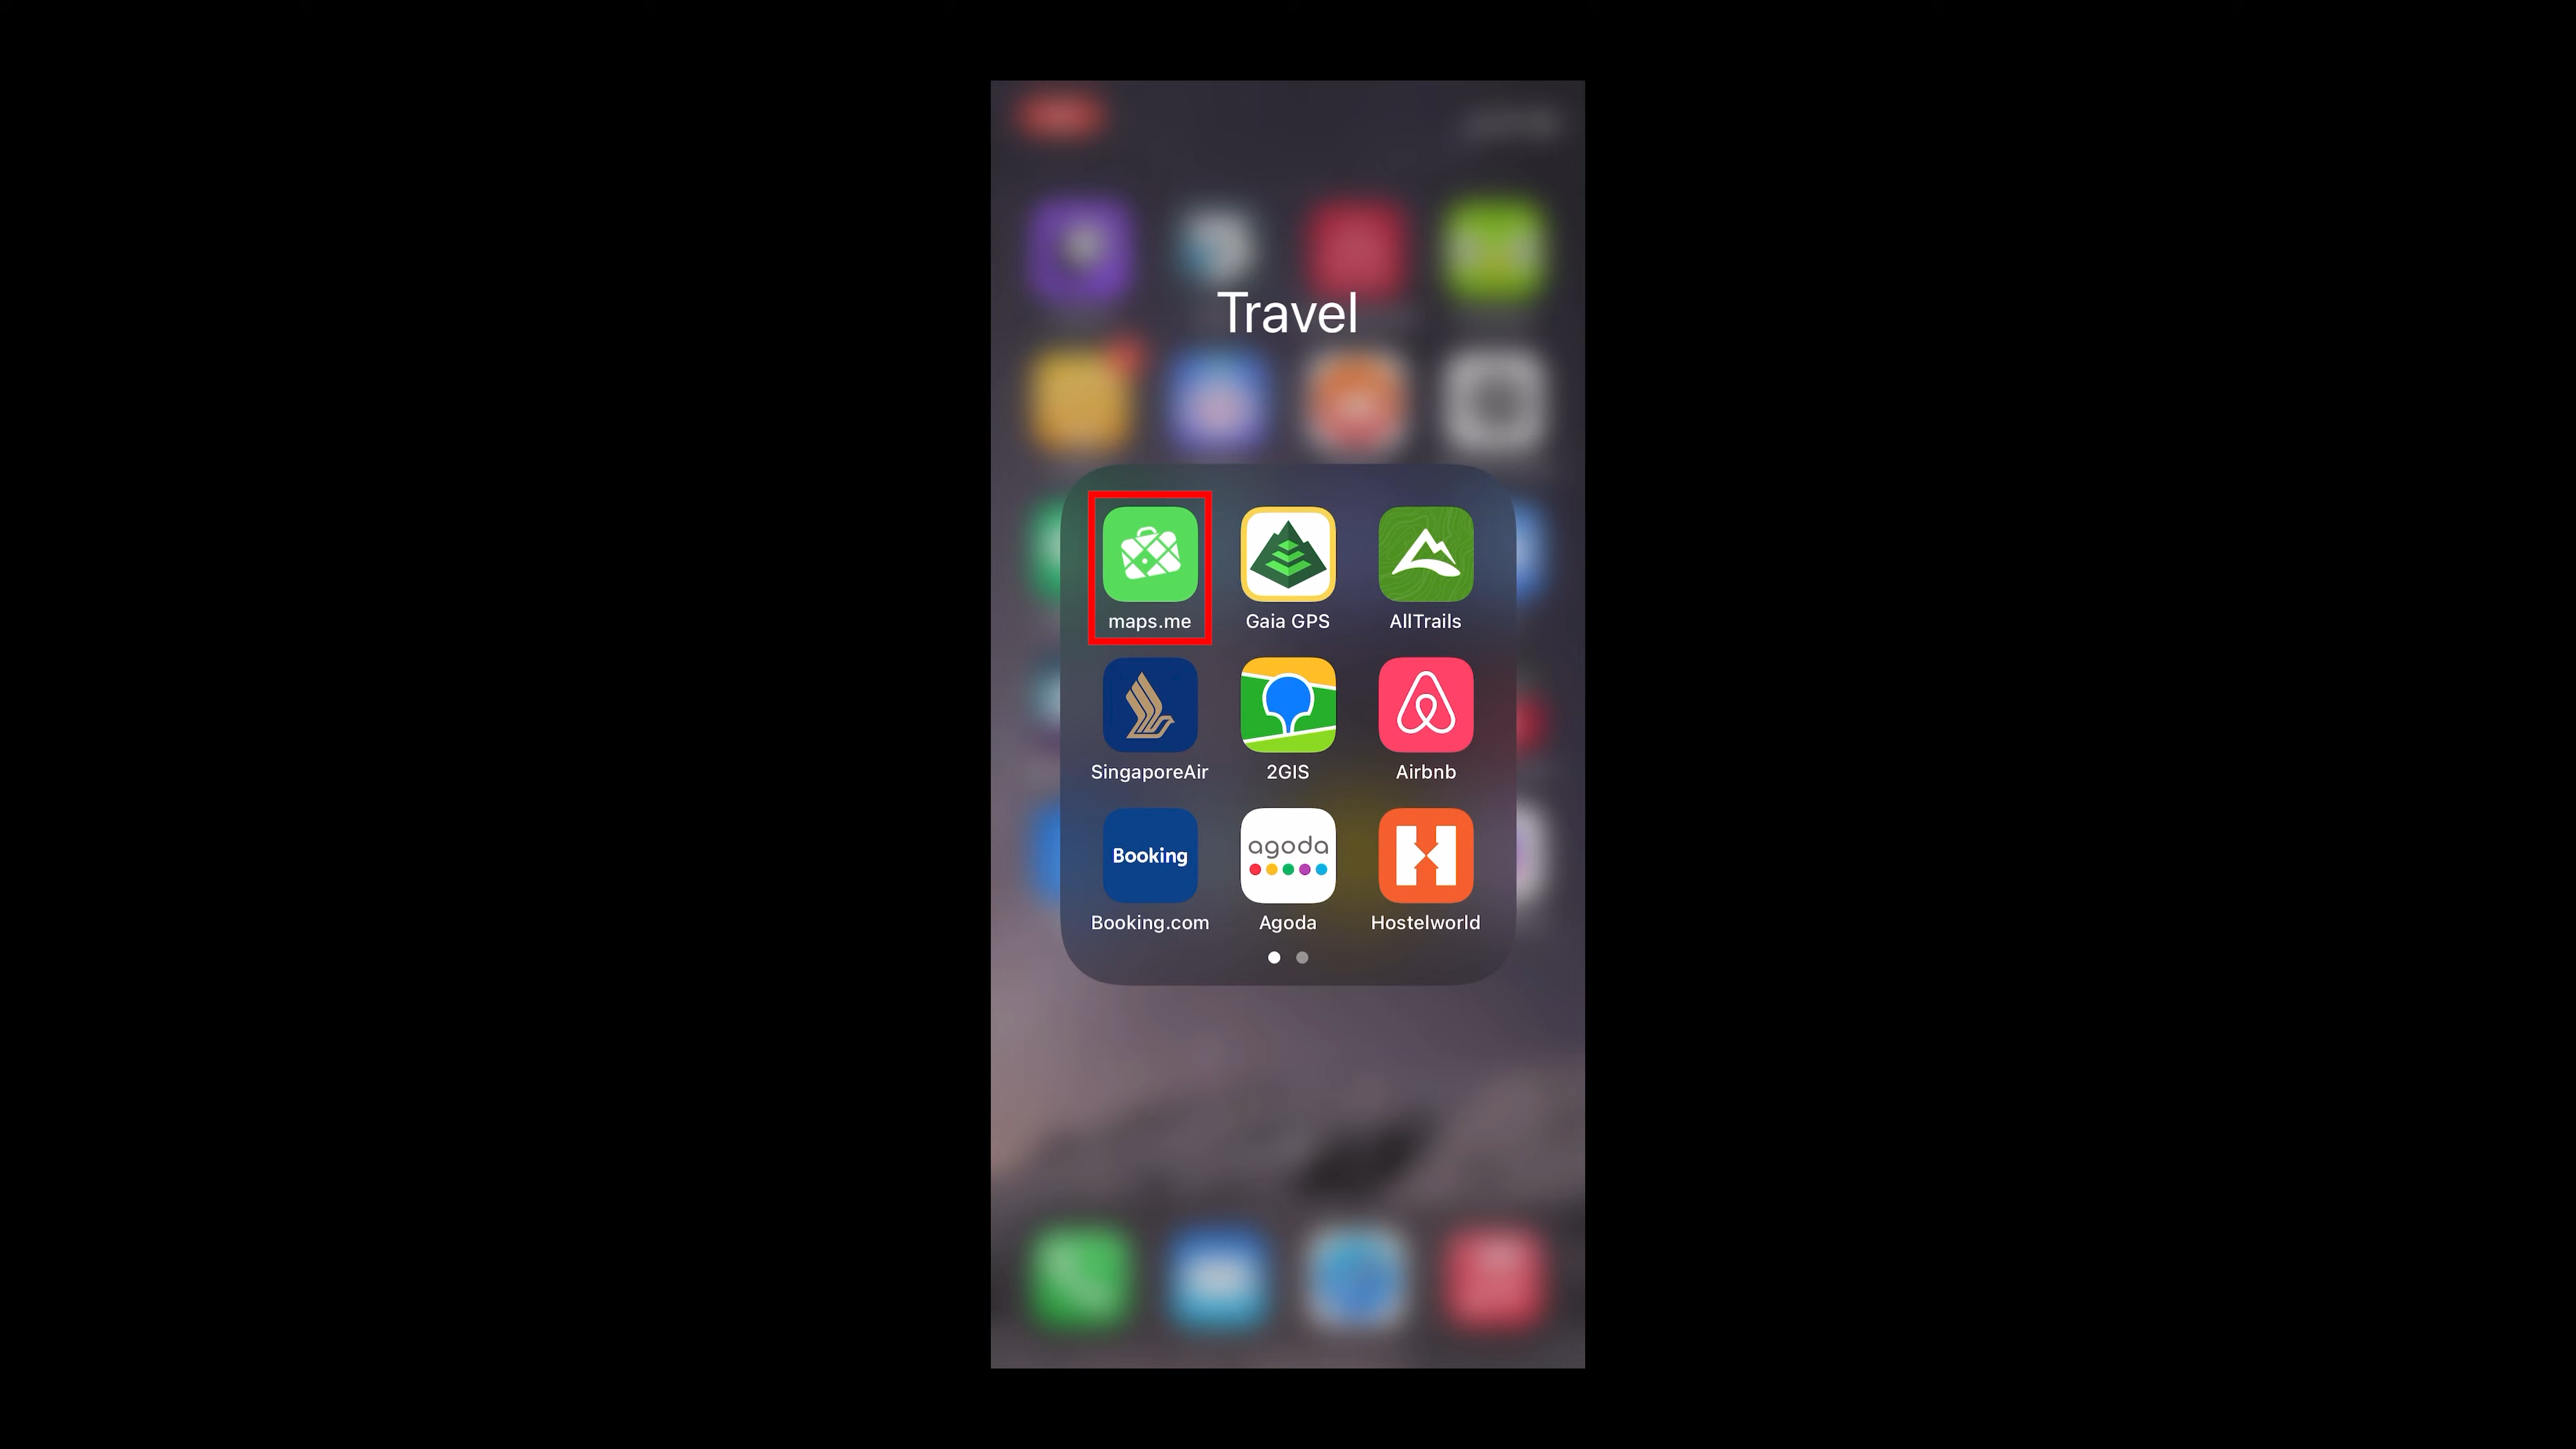 Travel
maps.me
Gaia GPS
AllTrails
SingaporeAir
2GIS
Airbnb
Booking
agoda
Booking.com
Agoda
Hostelworld